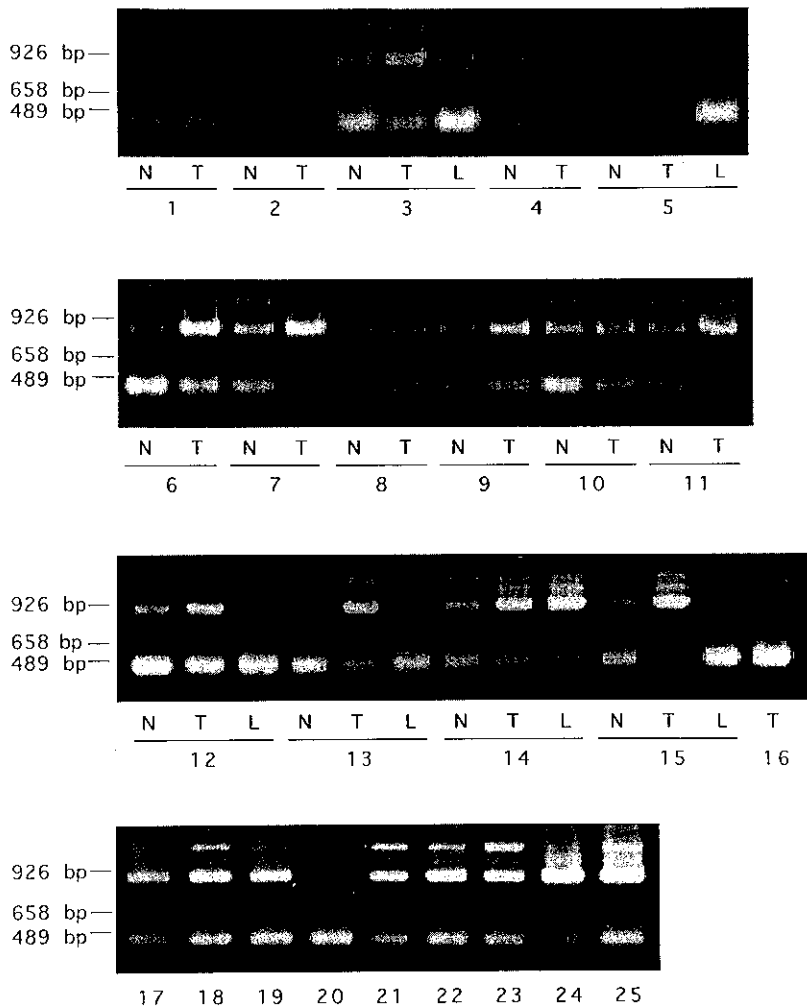 926 bp
658 bp
489 bp
N T N T N T L N T N T L
1 2 3 4 5
926 bp
658 bp
489 bp
N T N T N T N T N T N T
6 7 8 9 10 11
926 bp
658 bp
489 bp
N T L N T L N T L N T L T
12 13 14 15 16
926 bp
658 bp
489 bp
17 18 19 20 21 22 23 24 25